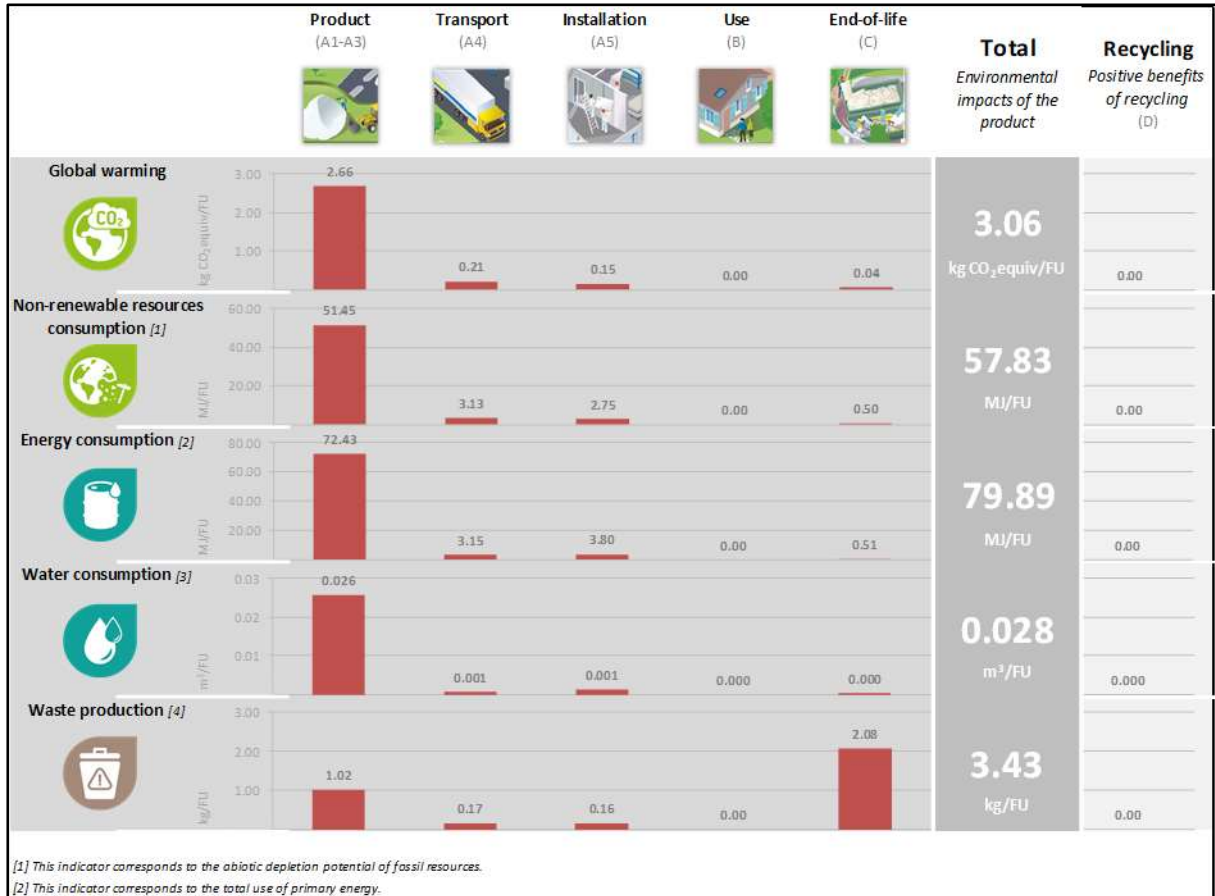 Product
(A1-A3)
Transport
(A4)
Installation
(A5)
Use
(B)
End-of-life
(C)
Total
Environmental
impacts of the
product
Recycling
Positive benefits
of recycling
(D)
Global warming
CO₂
kg CO₂equiv/FU
3.00
2.00
1.00
2.66
0.21
0.15
0.00
0.04
3.06
kg CO₂equiv/FU
0.00
Non-renewable resources
consumption [1]
MJ/FU
60.00
40.00
20.00
51.45
3.13
2.75
0.00
0.50
57.83
MJ/FU
0.00
Energy consumption [2]
MJ/FU
80.00
60.00
40.00
20.00
72.43
3.15
3.80
0.00
0.51
79.89
MJ/FU
0.00
Water consumption [3]
m³/FU
0.03
0.02
0.01
0.026
0.001
0.001
0.000
0.000
0.028
m³/FU
0.000
Waste production [4]
kg/FU
3.00
2.00
1.00
1.02
0.17
0.16
0.00
2.08
3.43
kg/FU
0.00
[1] This indicator corresponds to the abiotic depletion potential of fossil resources.
[2] This indicator corresponds to the total use of primary energy.